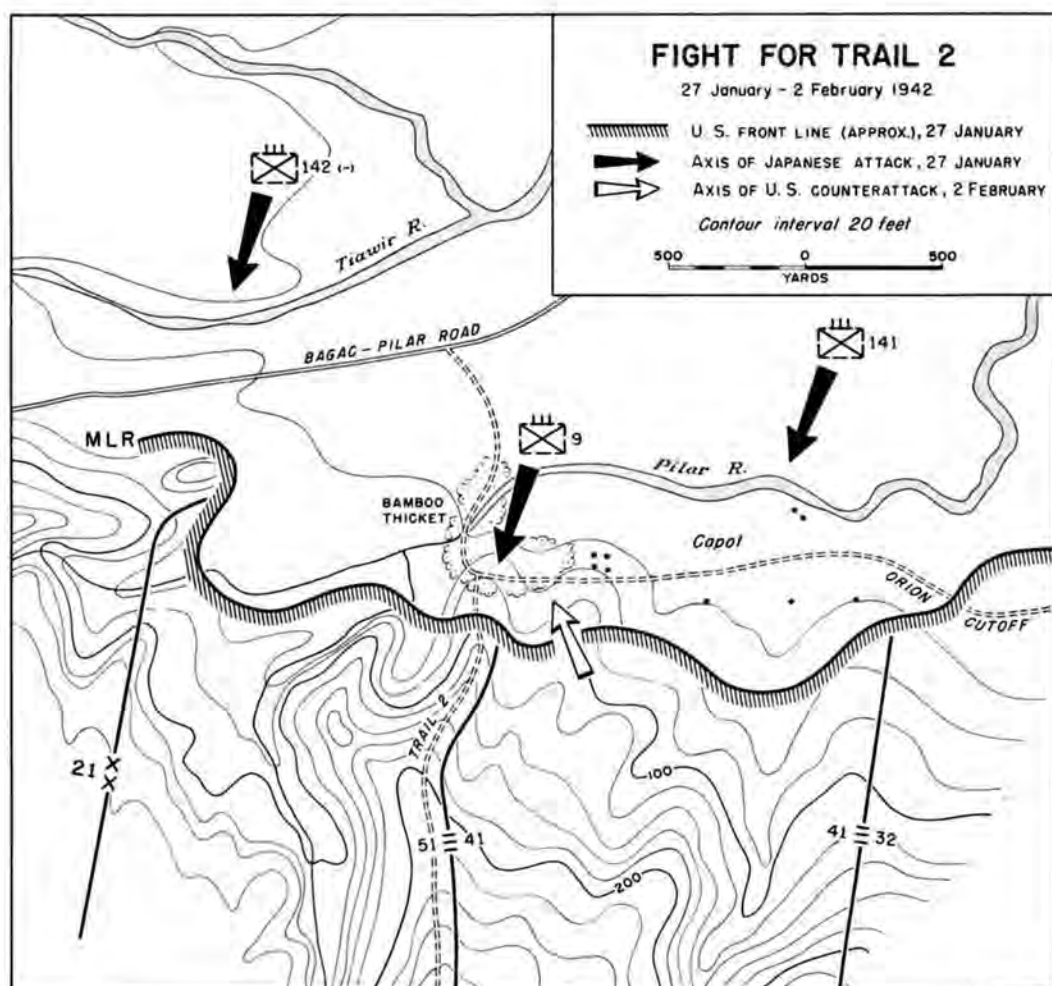 FIGHT FOR TRAIL 2
27 January - 2 February 1942
U. S. FRONT LINE (APPROX.), 27 JANUARY
AXIS OF JAPANESE ATTACK, 27 JANUARY
AXIS OF U. S. COUNTERATTACK, 2 FEBRUARY
Contour interval 20 feet
500 0 500
YARDS
142 (-)
Tiawir R.
BAGAC-PILAR ROAD
141
MLR
9
Pilar R.
BAMBOO
THICKET
Capot
ORION
CUTOFF
TRAIL 2
21
XX
100
51 41
41 32
200